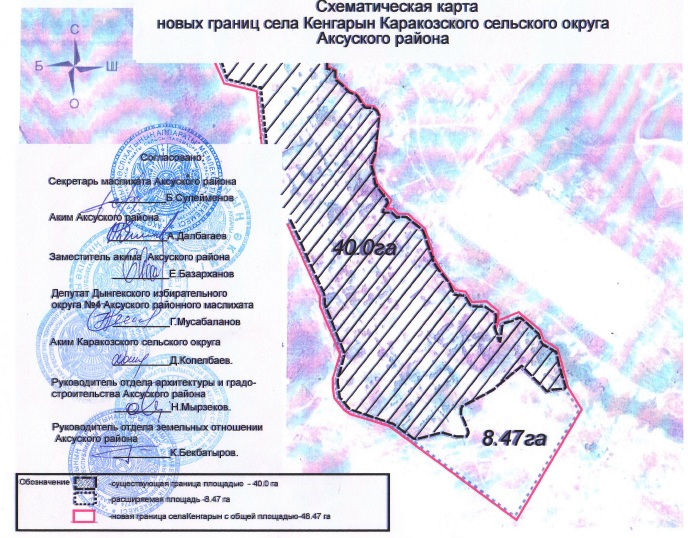 Схематическая карта
новых границ села Кенгарын Каракозского сельского округа
Аксуского района
С
Б Ш
О
Согласовано:
Секретарь маслихата Аксуского района
Б.Сулейменов
Аким Аксуского района
А.Далбагаев
Заместитель акима Аксуского района
Е.Базарханов
Депутат Дынгекского избирательного
округа №4 Аксуского районного маслихата
Г.Мусабаланов
Аким Каракозского сельского округа
Д.Копелбаев.
Руководитель отдела архитектуры и градо-
строительства Аксуского района
Н.Мырзеков.
Руководитель отдела земельных отношении
Аксуского района
К.Бекбатыров.
40.0га
8.47га
Обозначение
-существующая граница площадью - 40.0 га
-расширяемая площадь -8.47 га
-новая граница селаКенгарын с общей площадью-48.47 га